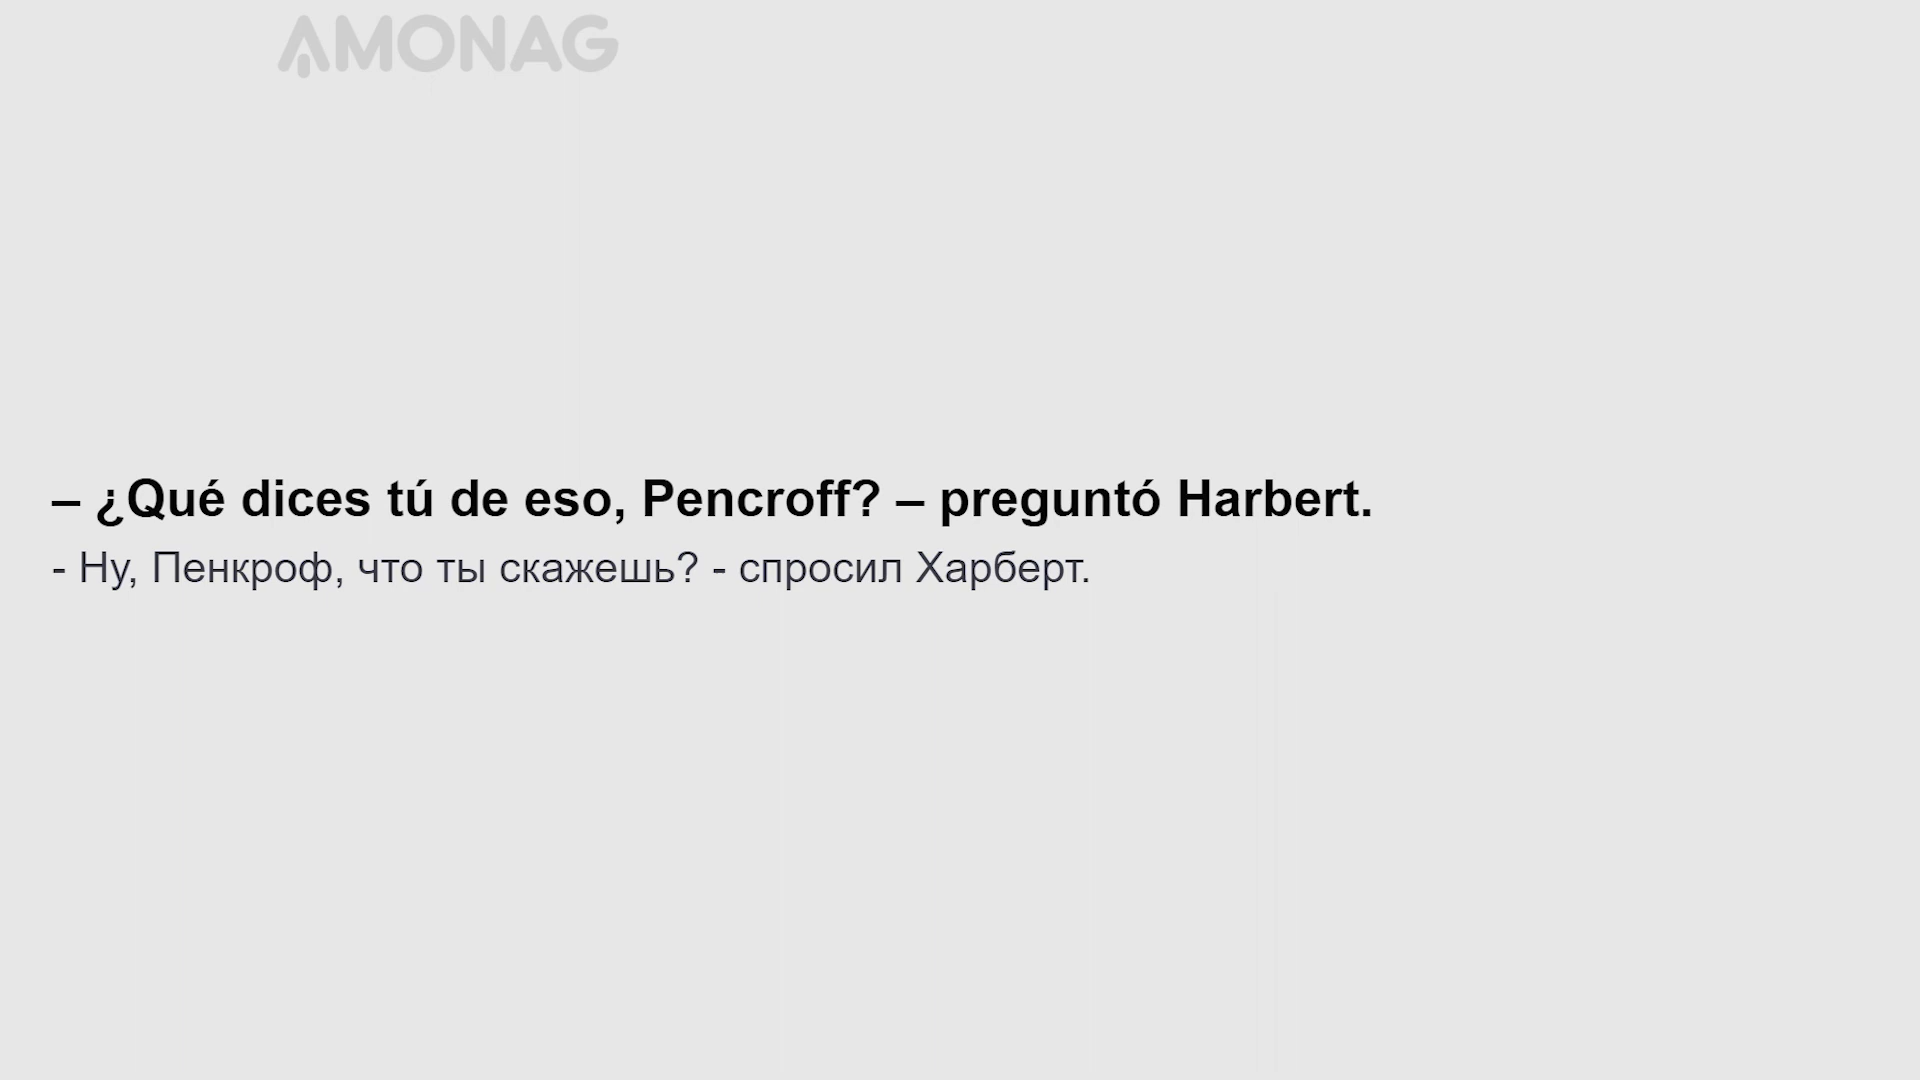 AMONAG
– ¿Qué dices tú de eso, Pencroff? – preguntó Harbert.
- Ну, Пенкроф, что ты скажешь? - спросил Харберт.